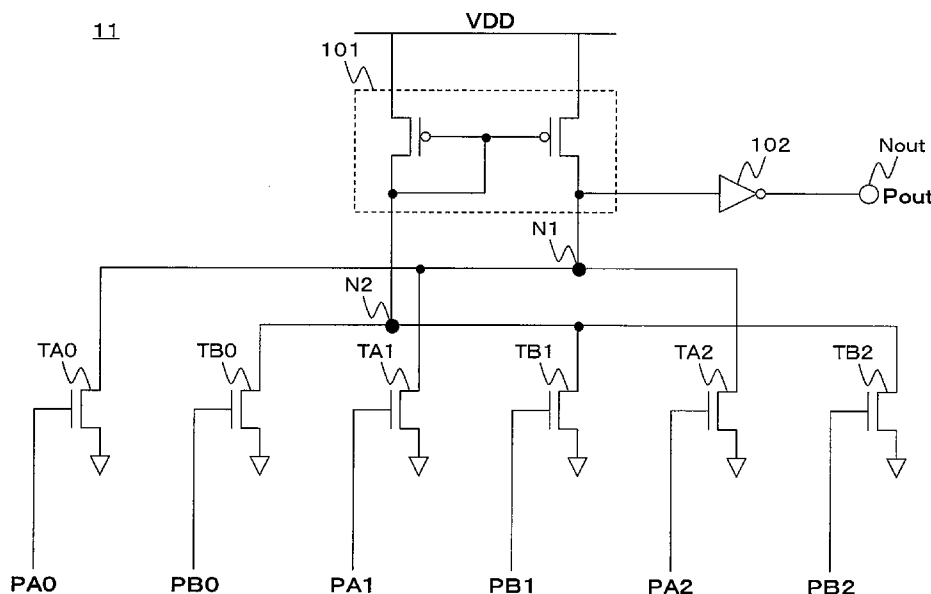 11
VDD
101
102
Nout
Pout
N1
N2
TA0
TB0
TA1
TB1
TA2
TB2
PA0
PB0
PA1
PB1
PA2
PB2